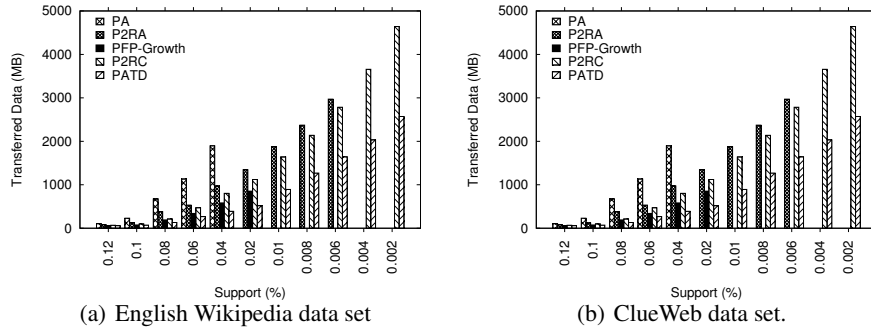 5000
4000
3000
2000
1000
0
Transferred Data (MB)
PA
P2RA
PFP-Growth
P2RC
PATD
0.12 0.1 0.08 0.06 0.04 0.02 0.01 0.008 0.006 0.004 0.002
Support (%)
(a) English Wikipedia data set
5000
4000
3000
2000
1000
0
Transferred Data (MB)
PA
P2RA
PFP-Growth
P2RC
PATD
0.12 0.1 0.08 0.06 0.04 0.02 0.01 0.008 0.006 0.004 0.002
Support (%)
(b) ClueWeb data set.